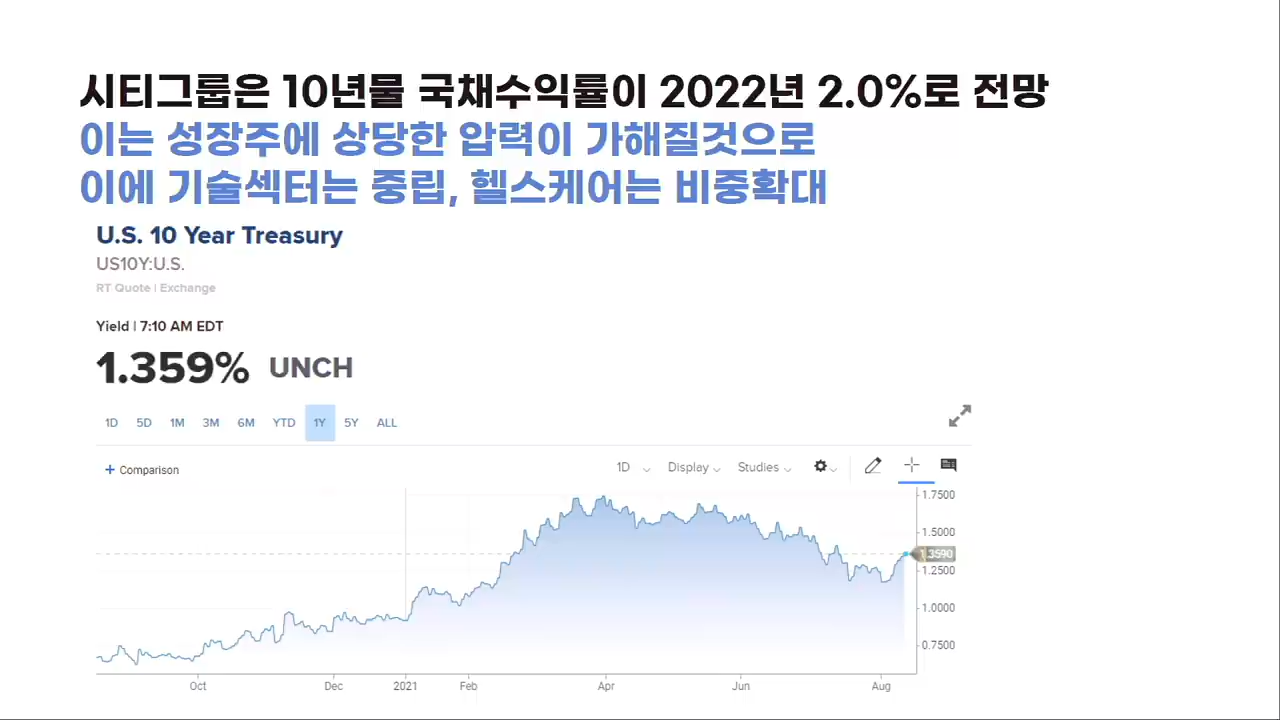 시티그룹은 10년물 국채수익률이 2022년 2.0%로 전망
이는 성장주에 상당한 압력이 가해질것으로
이에 기술섹터는 중립, 헬스케어는 비중확대
U.S. 10 Year Treasury
US10Y:U.S.
RT Quote | Exchange
Yield | 7:10 AM EDT
1.359% UNCH
1D 5D 1M 3M 6M YTD 1Y 5Y ALL
+ Comparison 1D Display Studies
1.7500
1.5000
1.3590
1.2500
1.0000
0.7500
Oct Dec 2021 Feb Apr Jun Aug